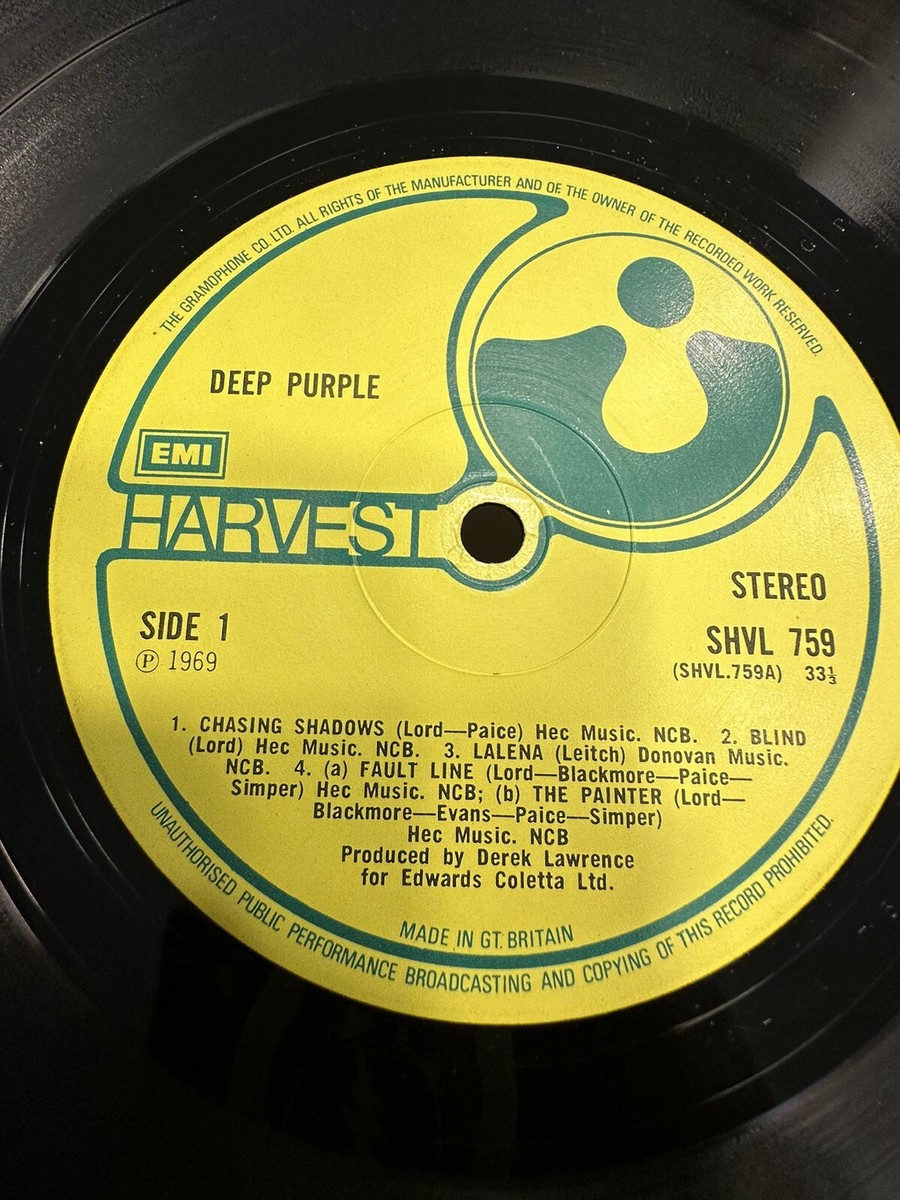 THE GRAMOPHONE CO. LTD. ALL RIGHTS OF THE MANUFACTURER AND OF THE OWNER OF THE RECORDED WORK RESERVED.
DEEP PURPLE
EMI
HARVEST
STEREO
SIDE 1
SHVL 759
℗ 1969
(SHVL.759A) 33⅓
1. CHASING SHADOWS (Lord—Paice) Hec Music. NCB. 2. BLIND
(Lord) Hec Music. NCB. 3. LALENA (Leitch) Donovan Music.
NCB. 4. (a) FAULT LINE (Lord—Blackmore—Paice—
Simper) Hec Music. NCB; (b) THE PAINTER (Lord—
Blackmore—Evans—Paice—Simper)
Hec Music. NCB
Produced by Derek Lawrence
for Edwards Coletta Ltd.
MADE IN GT. BRITAIN
UNAUTHORISED PUBLIC PERFORMANCE BROADCASTING AND COPYING OF THIS RECORD PROHIBITED.